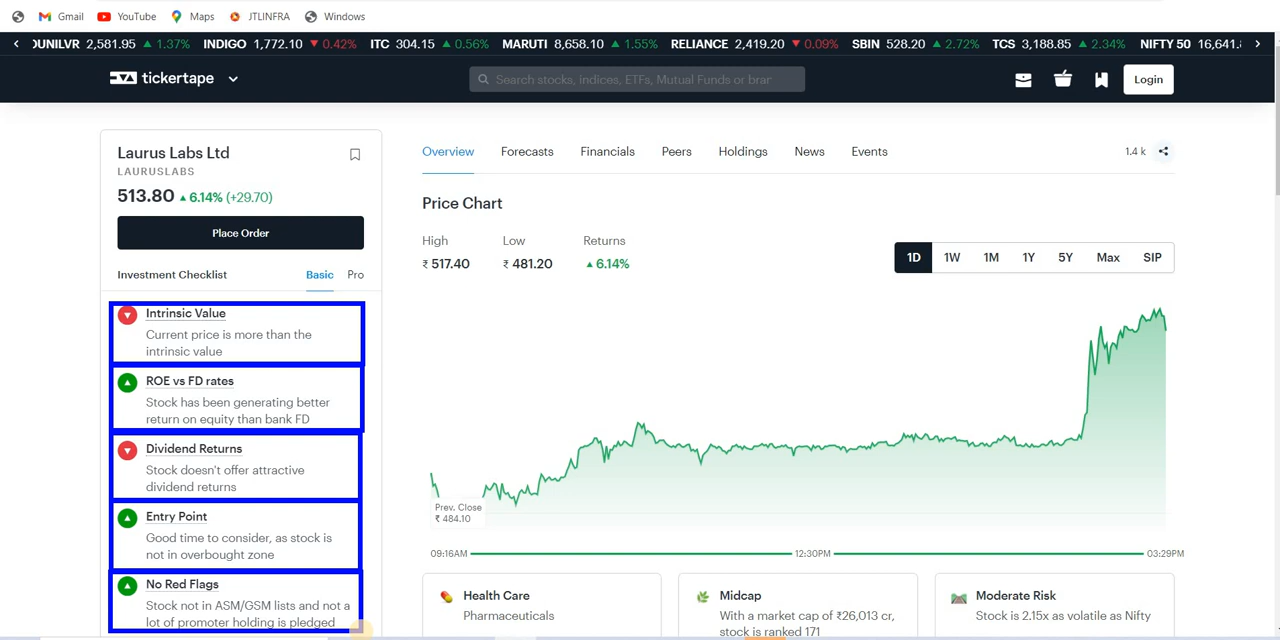 Gmail YouTube Maps JTLINFRA Windows
DUNILVR 2,581.95 ▲ 1.37% INDIGO 1,772.10 ▼ 0.42% ITC 304.15 ▲ 0.56% MARUTI 8,658.10 ▲ 1.55% RELIANCE 2,419.20 ▼ 0.09% SBIN 528.20 ▲ 2.72% TCS 3,188.85 ▲ 2.34% NIFTY 50 16,641.
tickertape Search stocks, indices, ETFs, Mutual Funds or brar Login
Laurus Labs Ltd
LAURUSLABS
513.80 ▲ 6.14% (+29.70)
Place Order
Investment Checklist Basic Pro
Intrinsic Value
Current price is more than the
intrinsic value
ROE vs FD rates
Stock has been generating better
return on equity than bank FD
Dividend Returns
Stock doesn't offer attractive
dividend returns
Entry Point
Good time to consider, as stock is
not in overbought zone
No Red Flags
Stock not in ASM/GSM lists and not a
lot of promoter holding is pledged
Overview Forecasts Financials Peers Holdings News Events 1.4 k
Price Chart
High Low Returns
₹ 517.40 ₹ 481.20 ▲ 6.14%
1D 1W 1M 1Y 5Y Max SIP
Prev. Close
₹ 484.10
09:16AM 12:30PM 03:29PM
Health Care
Pharmaceuticals
Midcap
With a market cap of ₹26,013 cr,
stock is ranked 171
Moderate Risk
Stock is 2.15x as volatile as Nifty